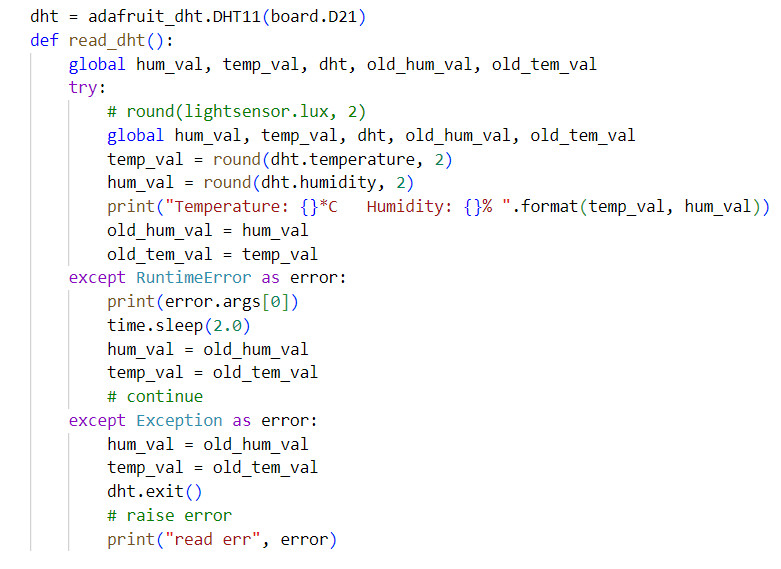 dht = adafruit_dht.DHT11(board.D21)
def read_dht():
    global hum_val, temp_val, dht, old_hum_val, old_tem_val
    try:
        # round(lightsensor.lux, 2)
        global hum_val, temp_val, dht, old_hum_val, old_tem_val
        temp_val = round(dht.temperature, 2)
        hum_val = round(dht.humidity, 2)
        print("Temperature: {}*C   Humidity: {}% ".format(temp_val, hum_val))
        old_hum_val = hum_val
        old_tem_val = temp_val
    except RuntimeError as error:
        print(error.args[0])
        time.sleep(2.0)
        hum_val = old_hum_val
        temp_val = old_tem_val
        # continue
    except Exception as error:
        hum_val = old_hum_val
        temp_val = old_tem_val
        dht.exit()
        # raise error
        print("read err", error)